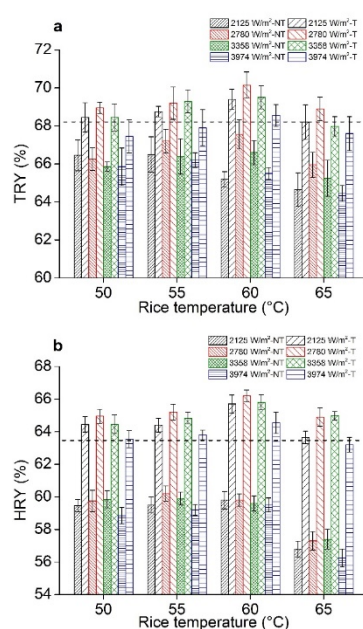 a
2125 W/m²-NT 2125 W/m²-T
2780 W/m²-NT 2780 W/m²-T
3358 W/m²-NT 3358 W/m²-T
3974 W/m²-NT 3974 W/m²-T
72
70
68
66
64
62
60
TRY (%)
50 55 60 65
Rice temperature (°C)
b
2125 W/m²-NT 2125 W/m²-T
2780 W/m²-NT 2780 W/m²-T
3358 W/m²-NT 3358 W/m²-T
3974 W/m²-NT 3974 W/m²-T
68
66
64
62
60
58
56
54
HRY (%)
50 55 60 65
Rice temperature (°C)